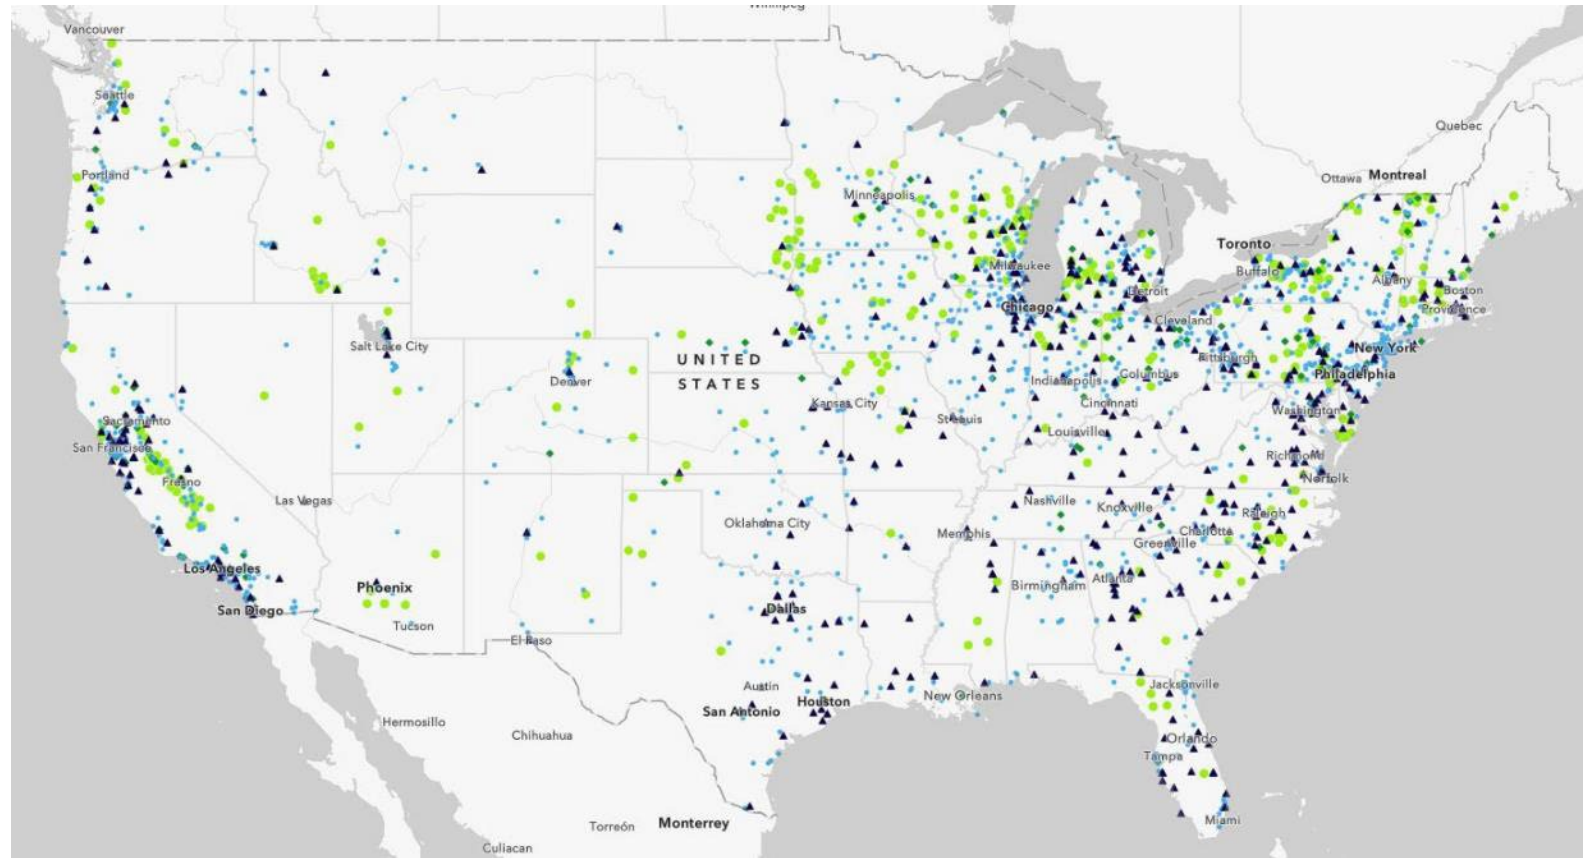 Winnipeg
Vancouver
Seattle
Quebec
Portland
Ottawa
Montreal
Minneapolis
Toronto
Milwaukee
Buffalo
Albany
Detroit
Boston
Chicago
Providence
Cleveland
Salt Lake City
UNITED
STATES
New York
Pittsburgh
Denver
Indianapolis
Columbus
Philadelphia
Kansas City
Cincinnati
Washington
Sacramento
St Louis
Louisville
San Francisco
Richmond
Fresno
Norfolk
Las Vegas
Nashville
Knoxville
Raleigh
Oklahoma City
Memphis
Charlotte
Greenville
Los Angeles
Phoenix
Birmingham
Atlanta
San Diego
Dallas
Tucson
El Paso
Austin
Jacksonville
New Orleans
San Antonio
Houston
Hermosillo
Chihuahua
Orlando
Tampa
Torreón
Monterrey
Miami
Culiacan